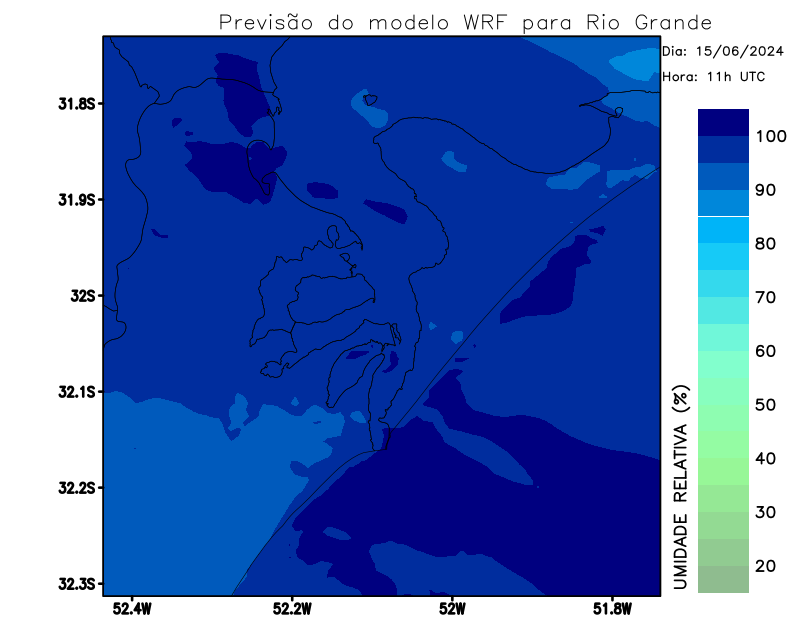 Previsão do modelo WRF para Rio Grande
Dia: 15/06/2024
Hora: 11h UTC
31.8S
31.9S
32S
32.1S
32.2S
32.3S
52.4W
52.2W
52W
51.8W
UMIDADE RELATIVA (%)
100
90
80
70
60
50
40
30
20